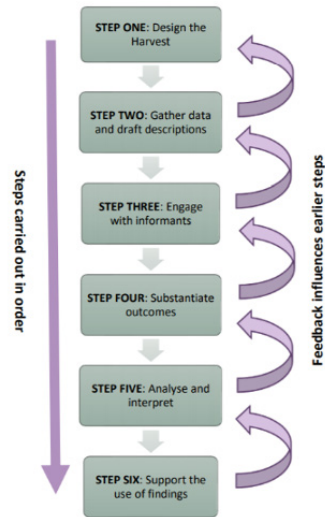 STEP ONE: Design the
Harvest
STEP TWO: Gather data
and draft descriptions
STEP THREE: Engage
with informants
STEP FOUR: Substantiate
outcomes
STEP FIVE: Analyse and
interpret
STEP SIX: Support the
use of findings
Steps carried out in order
Feedback influences earlier steps